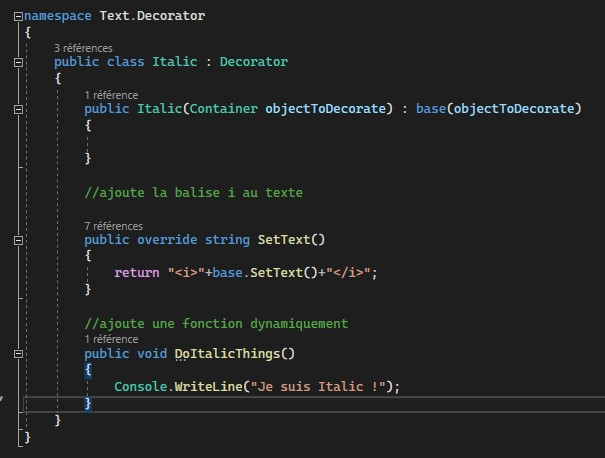 namespace Text.Decorator
{
3 références
public class Italic : Decorator
{
1 référence
public Italic(Container objectToDecorate) : base(objectToDecorate)
{
}
//ajoute la balise i au texte
7 références
public override string SetText()
{
return "<i>"+base.SetText()+"</i>";
}
//ajoute une fonction dynamiquement
1 référence
public void DoItalicThings()
{
Console.WriteLine("Je suis Italic !");
}
}
}